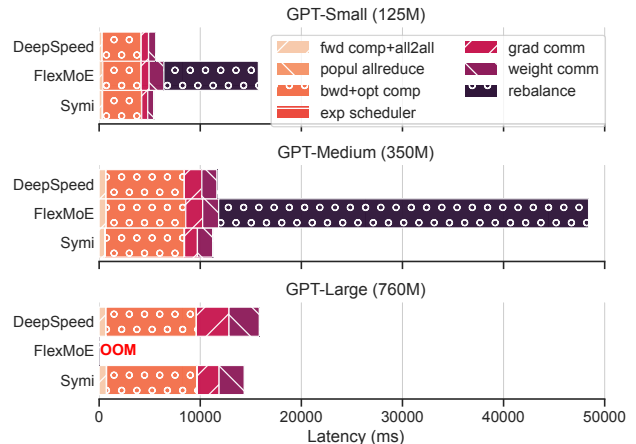 GPT-Small (125M)
DeepSpeed
FlexMoE
Symi
fwd comp+all2all
popul allreduce
bwd+opt comp
exp scheduler
grad comm
weight comm
rebalance
GPT-Medium (350M)
DeepSpeed
FlexMoE
Symi
GPT-Large (760M)
DeepSpeed
FlexMoE OOM
Symi
0 10000 20000 30000 40000 50000
Latency (ms)